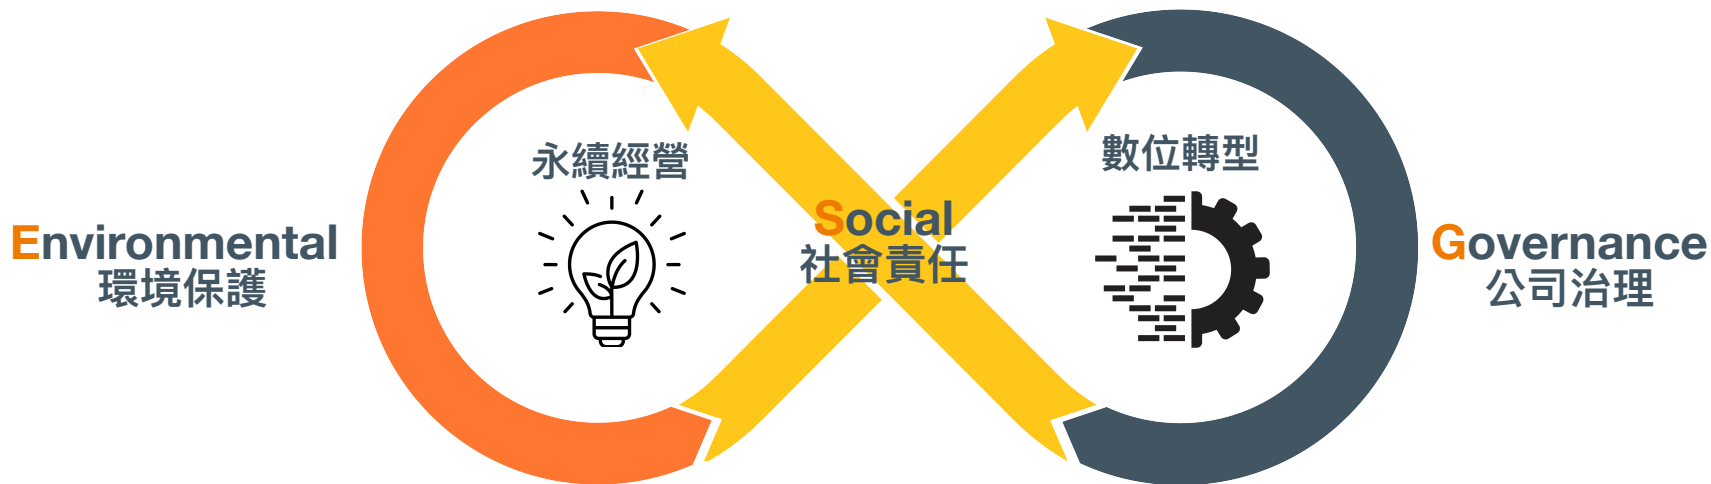 Environmental
環境保護
永續經營
Social
社會責任
數位轉型
Governance
公司治理